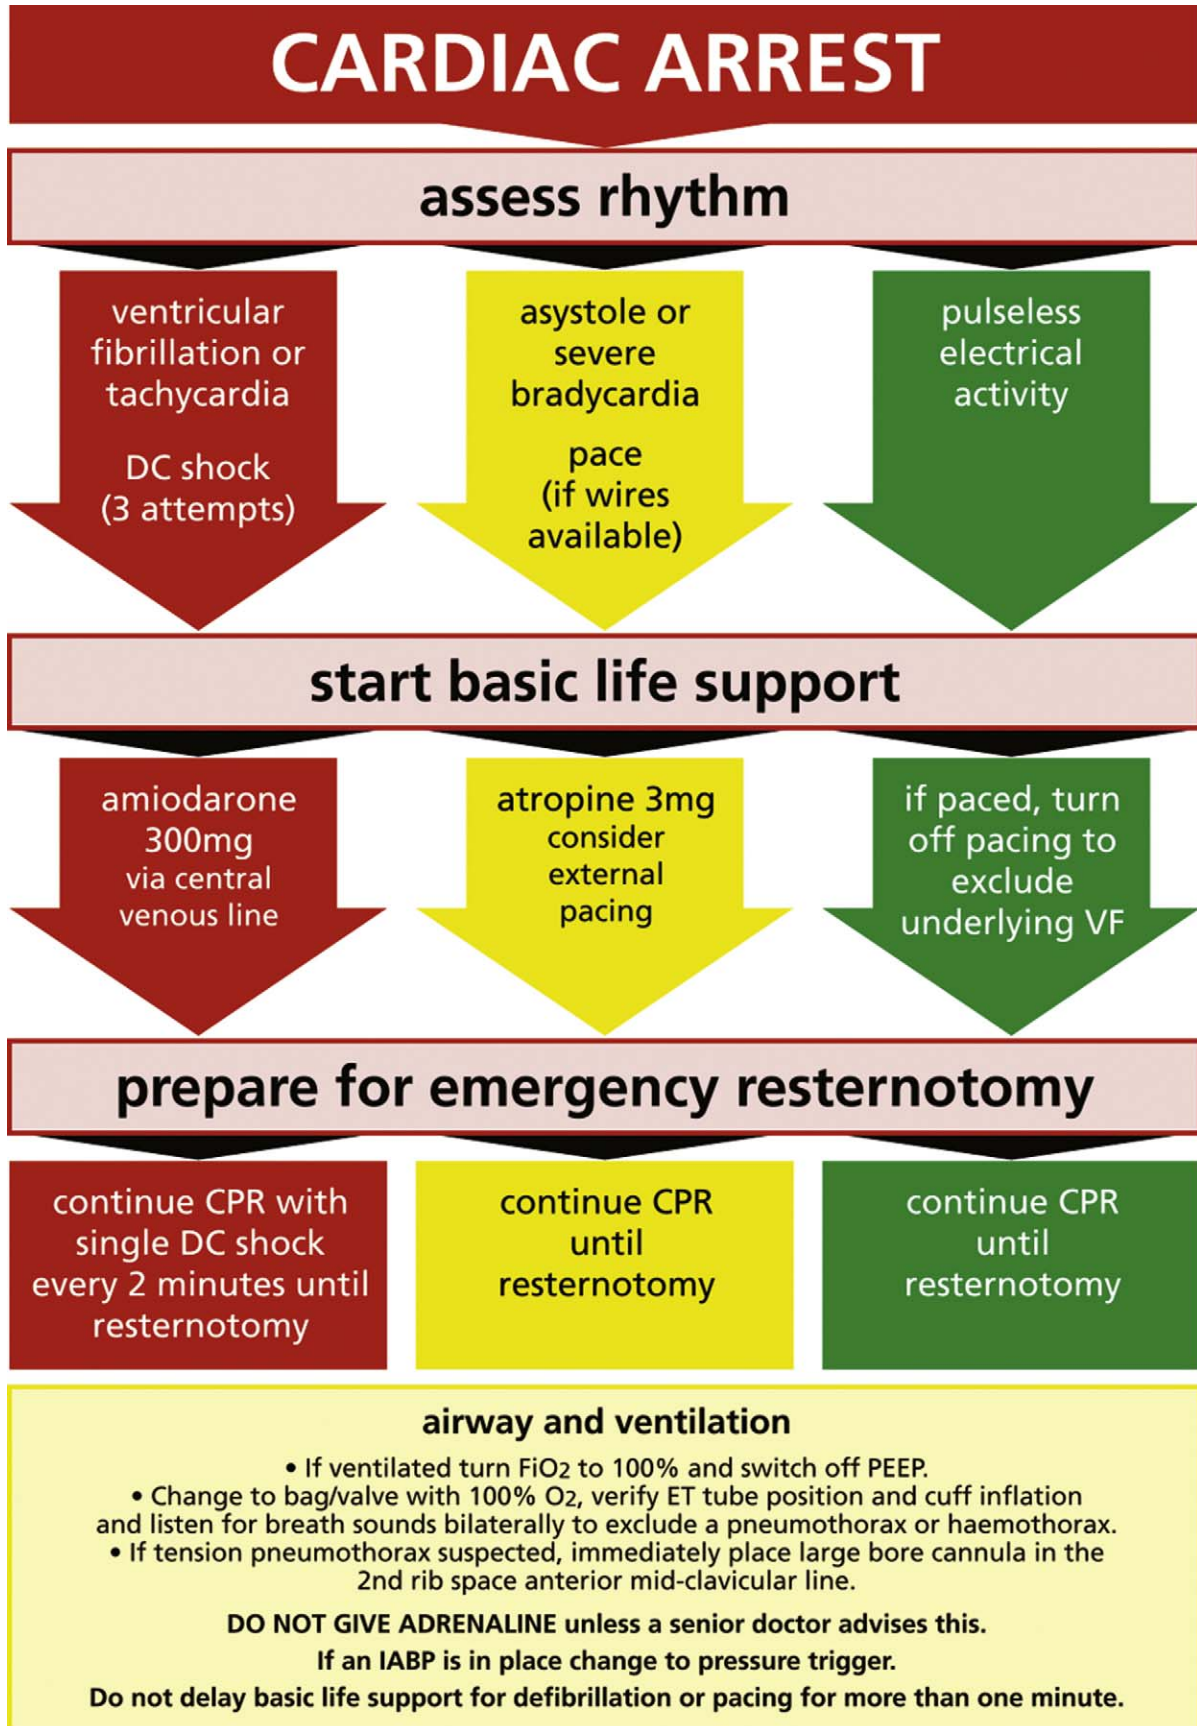 CARDIAC ARREST
assess rhythm
ventricular
fibrillation or
tachycardia
DC shock
(3 attempts)
asystole or
severe
bradycardia
pace
(if wires
available)
pulseless
electrical
activity
start basic life support
amiodarone
300mg
via central
venous line
atropine 3mg
consider
external
pacing
if paced, turn
off pacing to
exclude
underlying VF
prepare for emergency resternotomy
continue CPR with
single DC shock
every 2 minutes until
resternotomy
continue CPR
until
resternotomy
continue CPR
until
resternotomy
airway and ventilation
• If ventilated turn FiO2 to 100% and switch off PEEP.
• Change to bag/valve with 100% O2, verify ET tube position and cuff inflation
and listen for breath sounds bilaterally to exclude a pneumothorax or haemothorax.
• If tension pneumothorax suspected, immediately place large bore cannula in the
2nd rib space anterior mid-clavicular line.
DO NOT GIVE ADRENALINE unless a senior doctor advises this.
If an IABP is in place change to pressure trigger.
Do not delay basic life support for defibrillation or pacing for more than one minute.